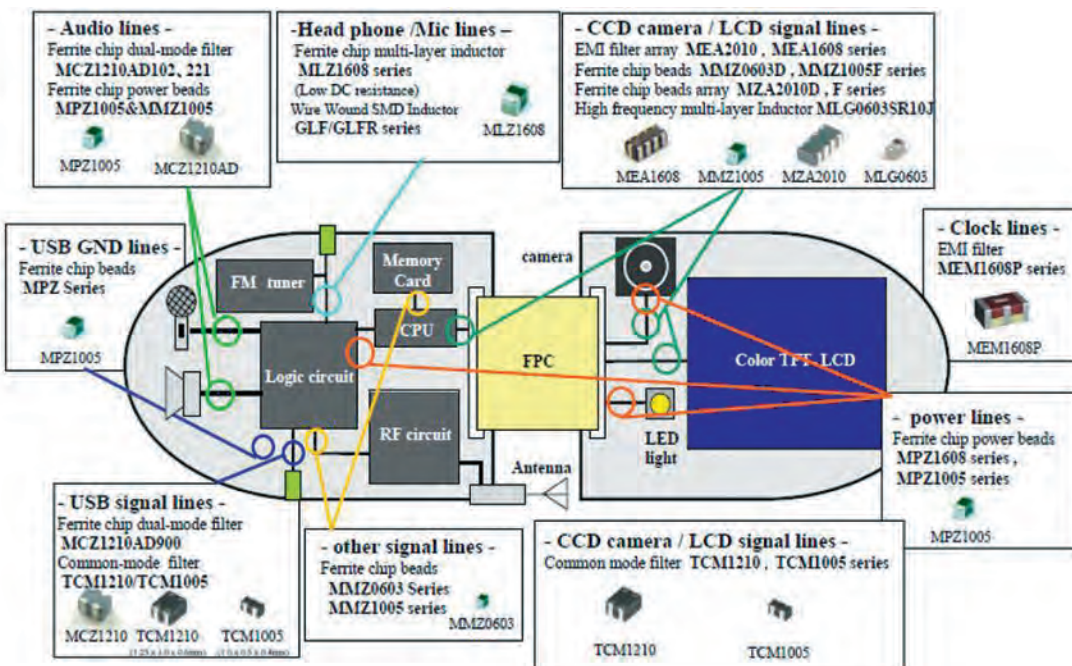 - Audio lines -
Ferrite chip dual-mode filter
MCZ1210AD102、221
Ferrite chip power beads
MPZ1005&MMZ1005
MPZ1005
MCZ1210AD
-Head phone /Mic lines –
Ferrite chip multi-layer inductor
MLZ1608 series
(Low DC resistance)
Wire Wound SMD Inductor
GLF/GLFR series
MLZ1608
- CCD camera / LCD signal lines -
EMI filter array MEA2010 , MEA1608 series
Ferrite chip beads MMZ0603D , MMZ1005F series
Ferrite chip beads array MZA2010D , F series
High frequency multi-layer Inductor MLG0603SR10J
MEA1608
MMZ1005
MZA2010
MLG0603
- USB GND lines -
Ferrite chip beads
MPZ Series
MPZ1005
FM tuner
Memory
Card
CPU
Logic circuit
RF circuit
camera
FPC
Color TFT LCD
LED
light
Antenna
- Clock lines -
EMI filter
MEM1608P series
MEM1608P
- power lines -
Ferrite chip power beads
MPZ1608 series ,
MPZ1005 series
MPZ1005
- USB signal lines -
Ferrite chip dual-mode filter
MCZ1210AD900
Common-mode filter
TCM1210/TCM1005
MCZ1210
TCM1210
TCM1005
- other signal lines -
Ferrite chip beads
MMZ0603 Series
MMZ1005 series
MMZ0603
- CCD camera / LCD signal lines -
Common mode filter TCM1210 , TCM1005 series
TCM1210
TCM1005